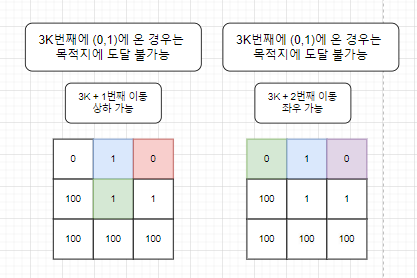 3K번째에 (0,1)에 온 경우는
목적지에 도달 불가능
3K번째에 (0,1)에 온 경우는
목적지에 도달 불가능
3K + 1번째 이동
상하 가능
3K + 2번째 이동
좌우 가능
0 1 0
100 1 1
100 100 100
0 1 0
100 1 1
100 100 100